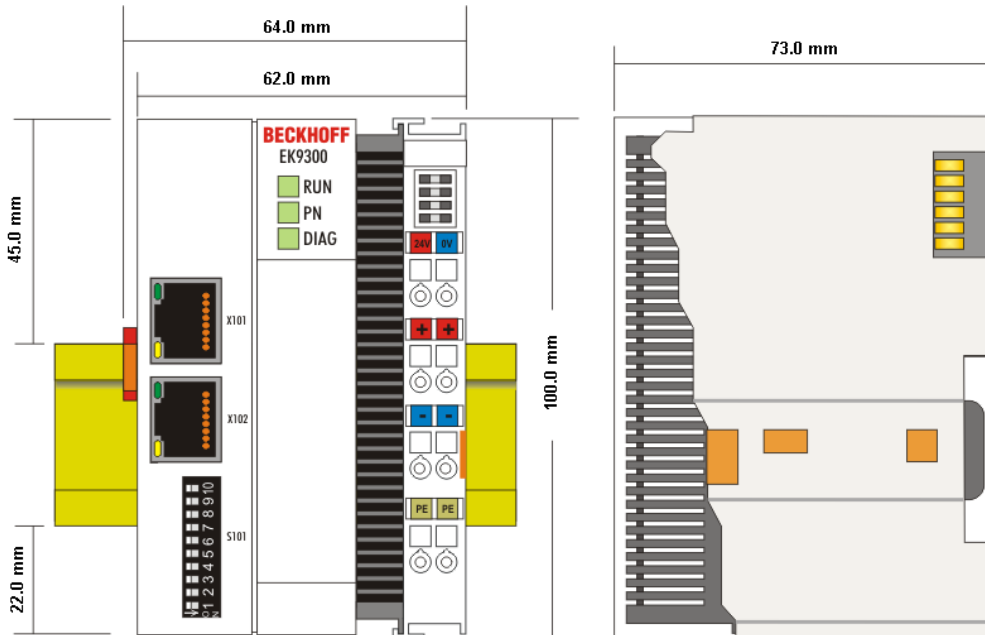 64.0 mm
73.0 mm
62.0 mm
BECKHOFF
EK9300
RUN
PN
DIAG
45.0 mm
24V 0V
X101
+ +
100.0 mm
X102
- -
PE PE
S101
1 2 3 4 5 6 7 8 9 10
ON
22.0 mm